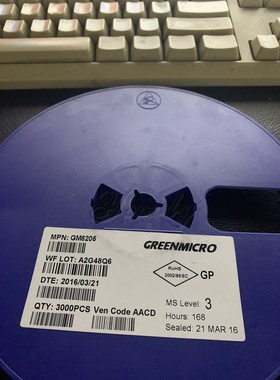 MPN: GM8205
GREENMICRO
WF LOT: A2G48Q6
RoHS
2002/95/EC
GP
DTE: 2016/03/21
MS Level: 3
Hours: 168
QTY: 3000PCS Ven Code AACD
Sealed: 21 MAR 16